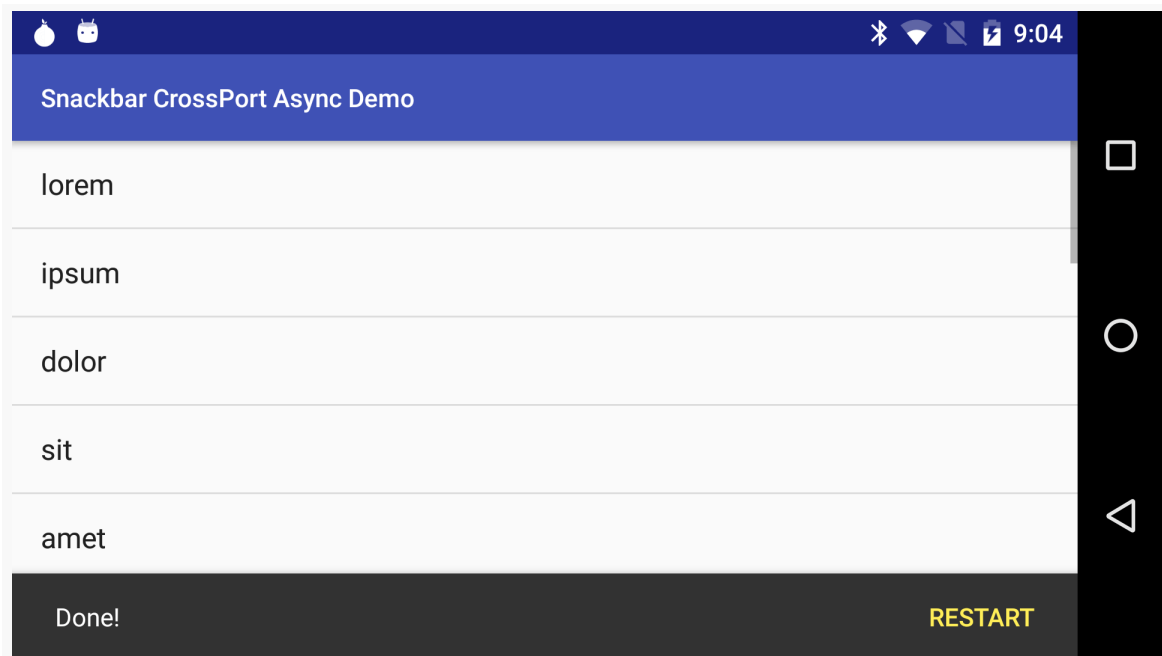 9:04
Snackbar CrossPort Async Demo
lorem
ipsum
dolor
sit
amet
Done! RESTART